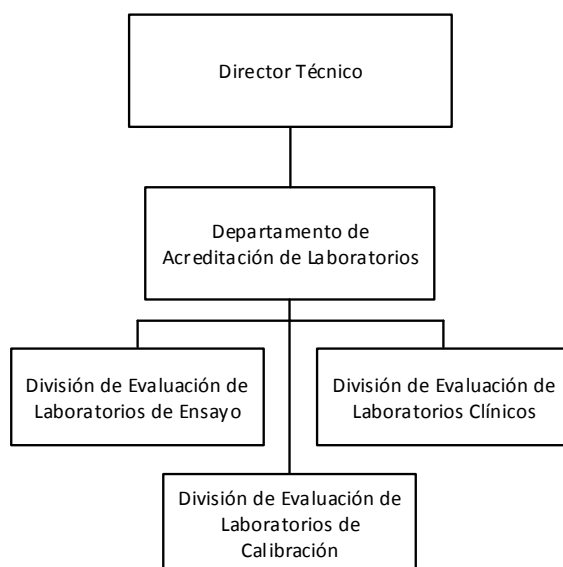 Director Técnico
Departamento de
Acreditación de Laboratorios
División de Evaluación de
Laboratorios de Ensayo
División de Evaluación de
Laboratorios Clínicos
División de Evaluación de
Laboratorios de
Calibración